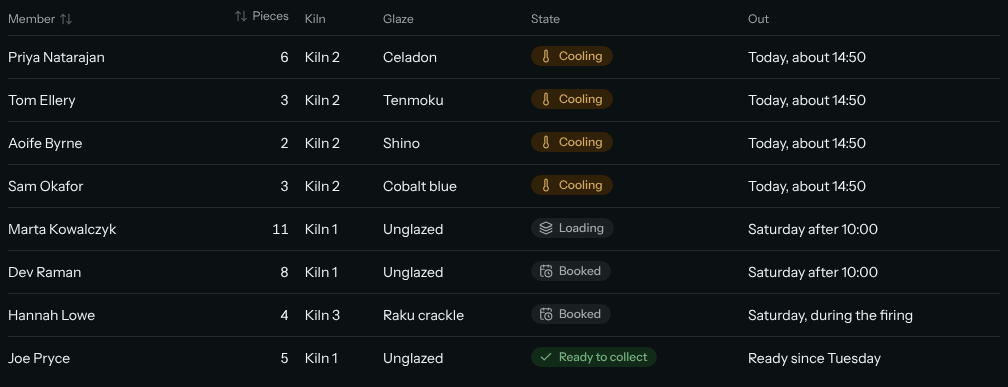 Member Pieces Kiln Glaze State Out
Priya Natarajan 6 Kiln 2 Celadon Cooling Today, about 14:50
Tom Ellery 3 Kiln 2 Tenmoku Cooling Today, about 14:50
Aoife Byrne 2 Kiln 2 Shino Cooling Today, about 14:50
Sam Okafor 3 Kiln 2 Cobalt blue Cooling Today, about 14:50
Marta Kowalczyk 11 Kiln 1 Unglazed Loading Saturday after 10:00
Dev Raman 8 Kiln 1 Unglazed Booked Saturday after 10:00
Hannah Lowe 4 Kiln 3 Raku crackle Booked Saturday, during the firing
Joe Pryce 5 Kiln 1 Unglazed Ready to collect Ready since Tuesday